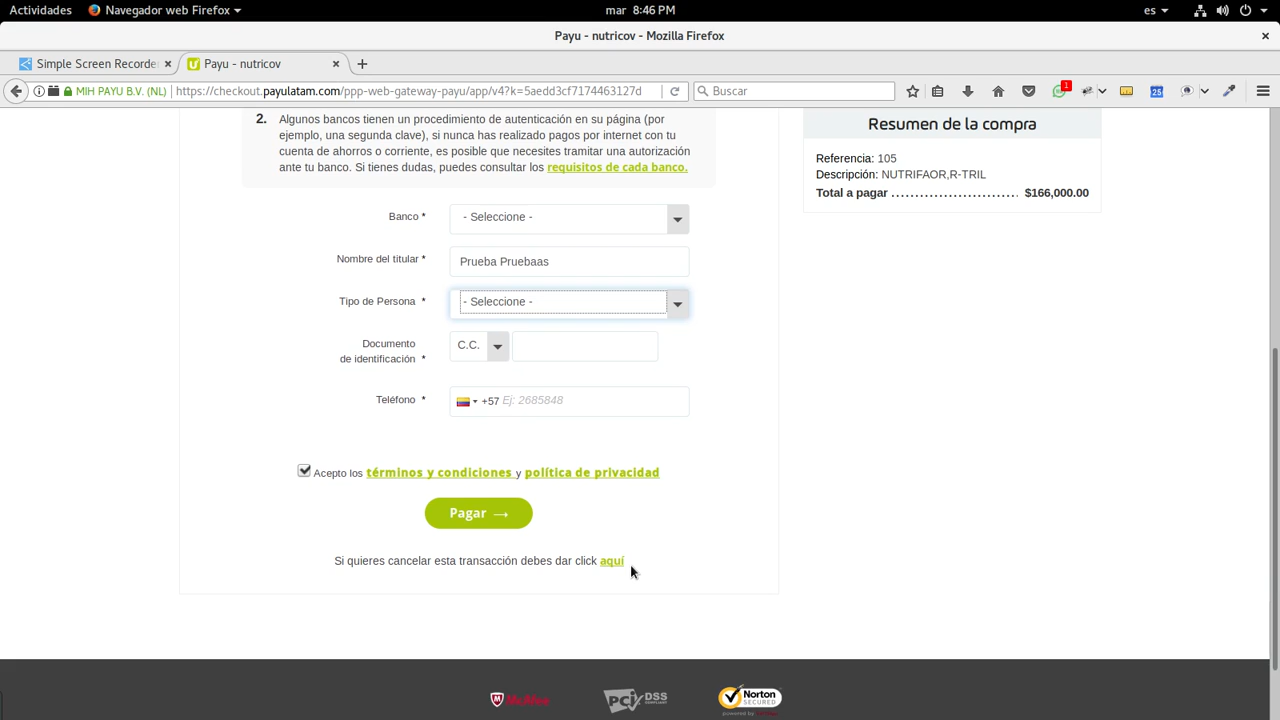 Actividades Navegador web Firefox mar 8:46 PM es
Payu - nutricov - Mozilla Firefox
Simple Screen Recorde Payu - nutricov
MIH PAYU B.V. (NL) https://checkout.payulatam.com/ppp-web-gateway-payu/app/v4?k=5aedd3cf7174463127d Buscar 1 25
2. Algunos bancos tienen un procedimiento de autenticación en su página (por
ejemplo, una segunda clave), si nunca has realizado pagos por internet con tu
cuenta de ahorros o corriente, es posible que necesites tramitar una autorización
ante tu banco. Si tienes dudas, puedes consultar los requisitos de cada banco.
Resumen de la compra
Referencia: 105
Descripción: NUTRIFAOR,R-TRIL
Total a pagar $166,000.00
Banco * - Seleccione -
Nombre del titular * Prueba Pruebaas
Tipo de Persona * - Seleccione -
Documento
de identificación * C.C.
Teléfono * +57 Ej: 2685848
Acepto los términos y condiciones y política de privacidad
Pagar →
Si quieres cancelar esta transacción debes dar click aquí
McAfee PCI DSS COMPLIANT Norton SECURED
powered by